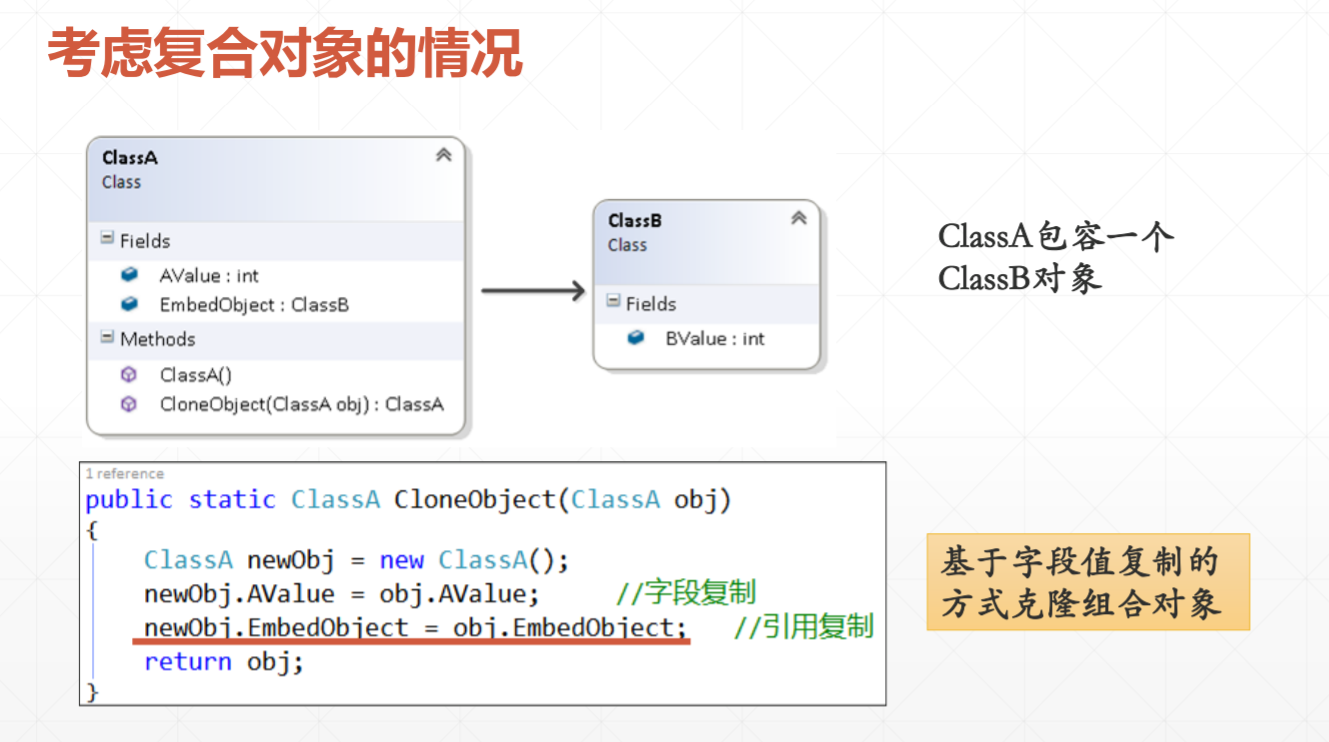 考虑复合对象的情况
ClassA
Class
Fields
AValue : int
EmbedObject : ClassB
Methods
ClassA()
CloneObject(ClassA obj) : ClassA
ClassB
Class
Fields
BValue : int
ClassA包容一个
ClassB对象
1 reference
public static ClassA CloneObject(ClassA obj)
{
ClassA newObj = new ClassA();
newObj.AValue = obj.AValue; //字段复制
newObj.EmbedObject = obj.EmbedObject; //引用复制
return obj;
}
基于字段值复制的
方式克隆组合对象